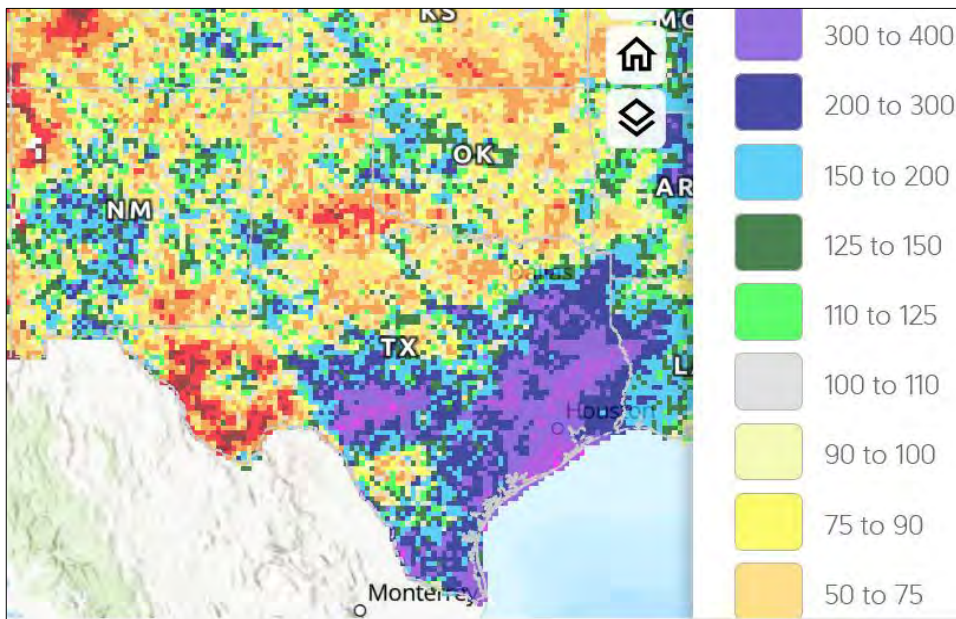 KS
MO
OK
AR
NM
Dallas
TX
LA
Houston
Monterrey
300 to 400
200 to 300
150 to 200
125 to 150
110 to 125
100 to 110
90 to 100
75 to 90
50 to 75